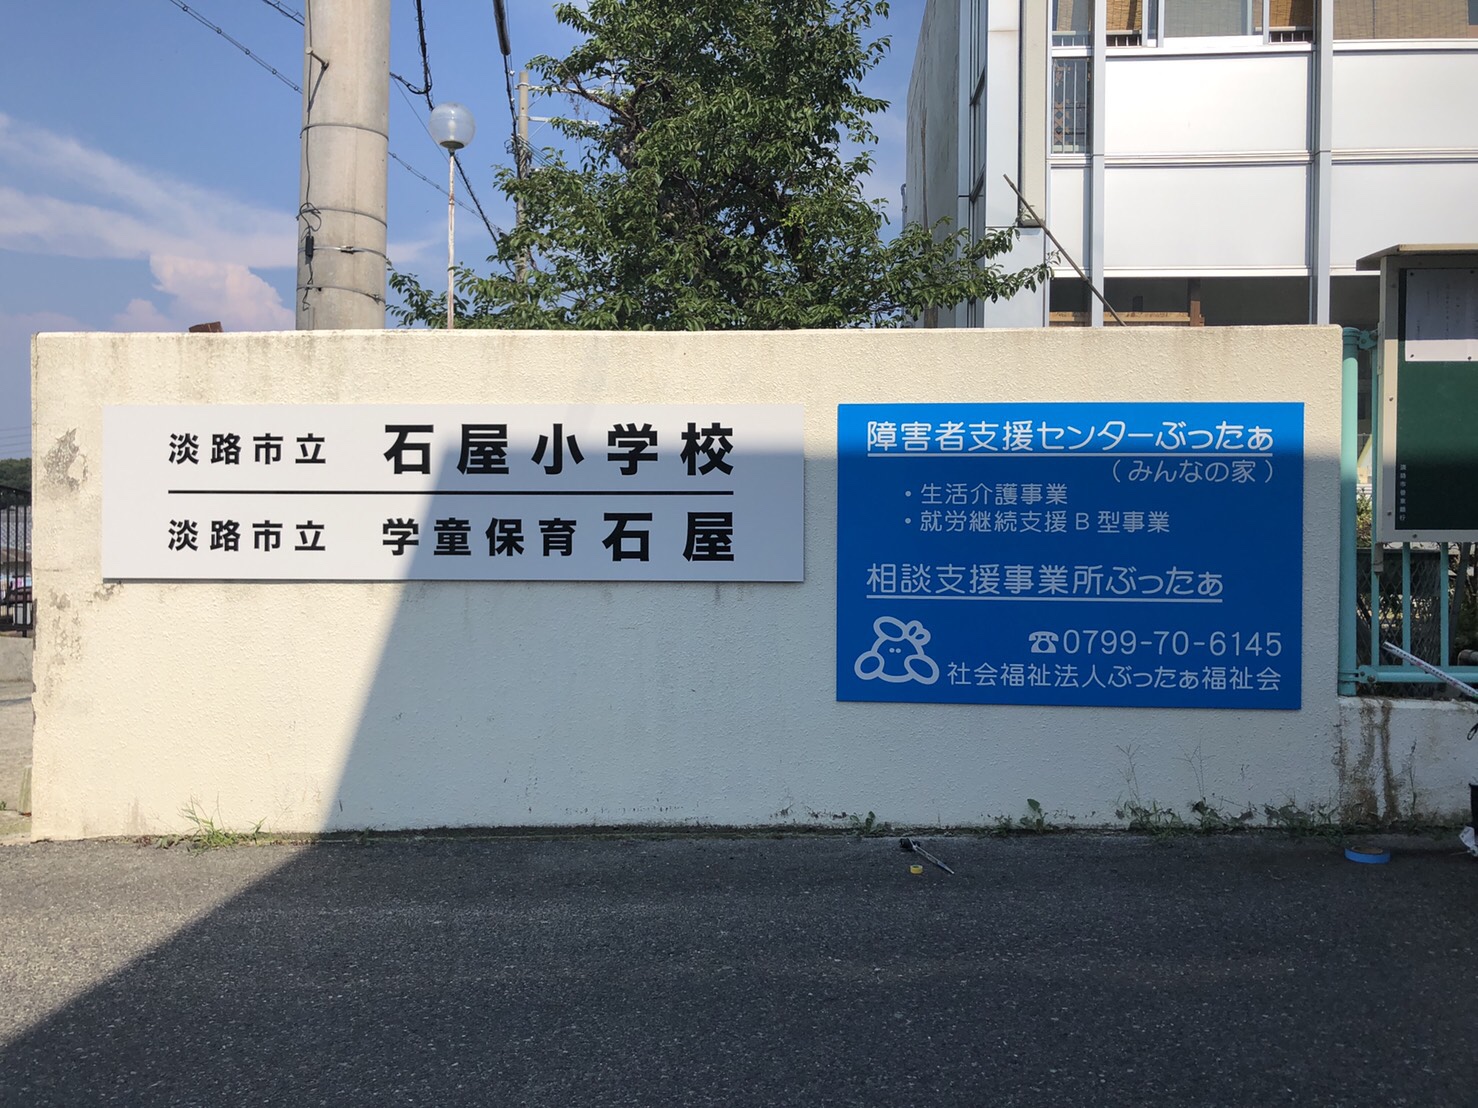 淡路市立 石屋小学校
淡路市立 学童保育 石屋
障害者支援センターぶったぁ
（みんなの家）
・生活介護事業
・就労継続支援B型事業
相談支援事業所ぶったぁ
☎0799-70-6145
社会福祉法人ぶったぁ福祉会